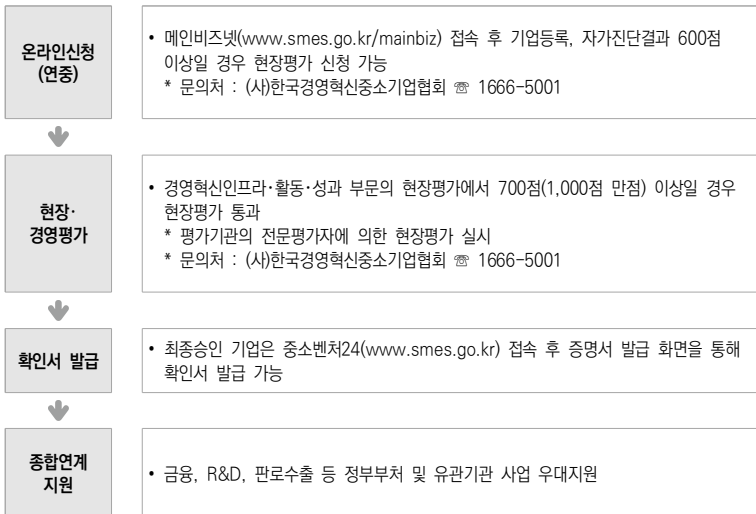 온라인신청
(연중)
• 메인비즈넷(www.smes.go.kr/mainbiz) 접속 후 기업등록, 자가진단결과 600점
이상일 경우 현장평가 신청 가능
* 문의처 : (사)한국경영혁신중소기업협회 ☏ 1666-5001
현장·
경영평가
• 경영혁신인프라·활동·성과 부문의 현장평가에서 700점(1,000점 만점) 이상일 경우
현장평가 통과
* 평가기관의 전문평가자에 의한 현장평가 실시
* 문의처 : (사)한국경영혁신중소기업협회 ☏ 1666-5001
확인서 발급
• 최종승인 기업은 중소벤처24(www.smes.go.kr) 접속 후 증명서 발급 화면을 통해
확인서 발급 가능
종합연계
지원
• 금융, R&D, 판로수출 등 정부부처 및 유관기관 사업 우대지원